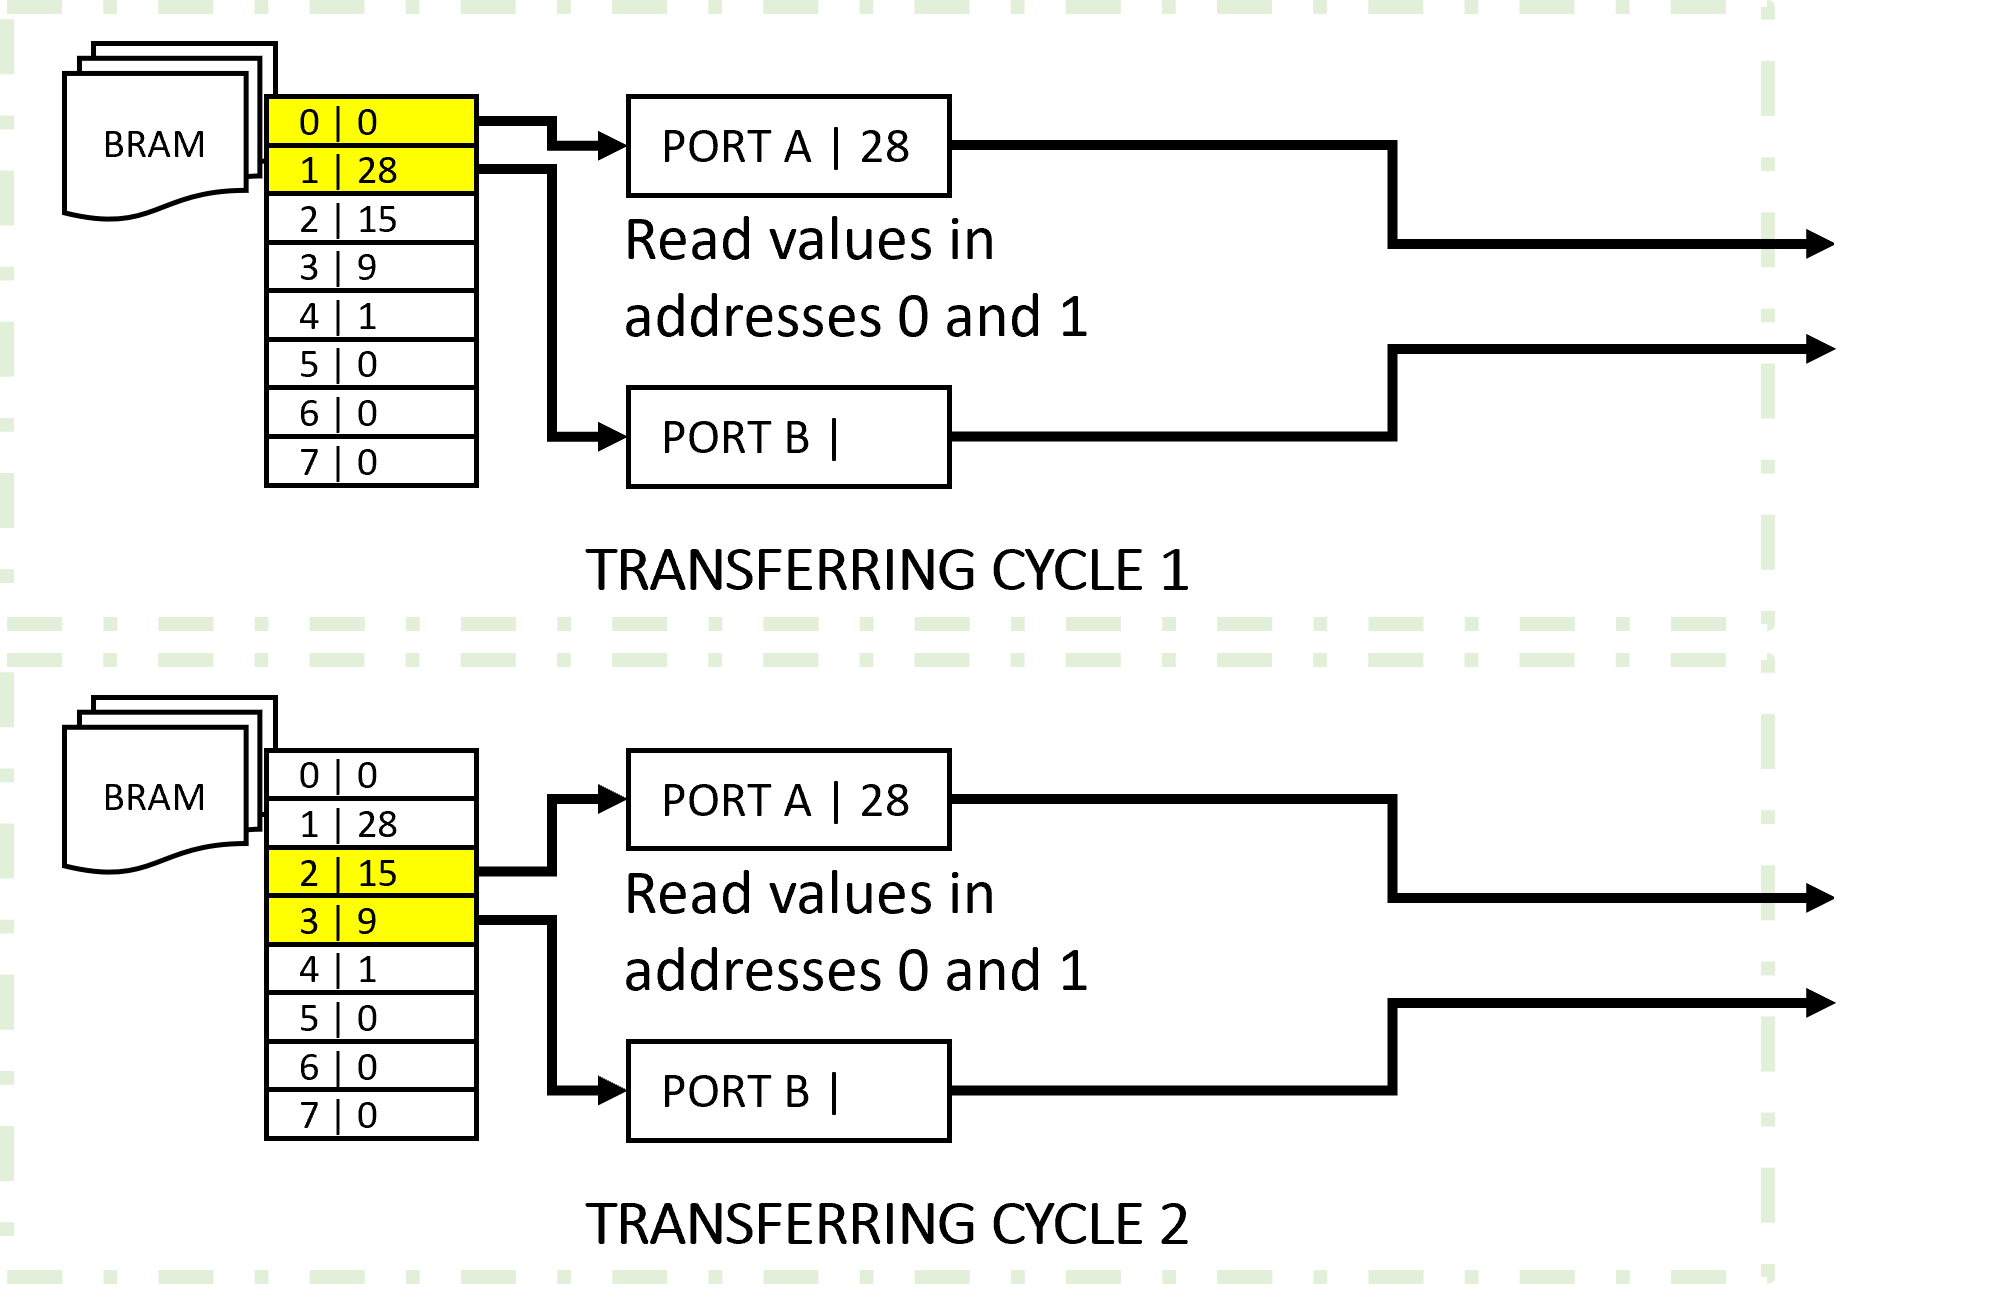 BRAM
0 | 0
1 | 28
2 | 15
3 | 9
4 | 1
5 | 0
6 | 0
7 | 0
PORT A | 28
Read values in
addresses 0 and 1
PORT B |
TRANSFERRING CYCLE 1
BRAM
0 | 0
1 | 28
2 | 15
3 | 9
4 | 1
5 | 0
6 | 0
7 | 0
PORT A | 28
Read values in
addresses 0 and 1
PORT B |
TRANSFERRING CYCLE 2